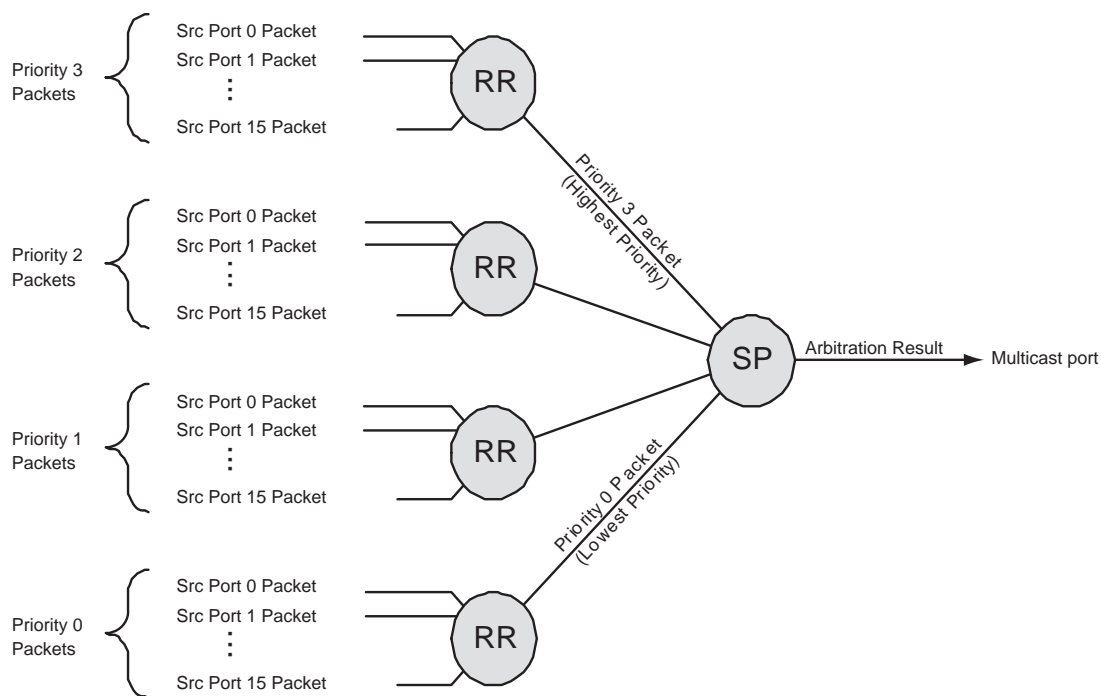 Priority 3
Packets
Src Port 0 Packet
Src Port 1 Packet
⋮
Src Port 15 Packet
RR
Priority 3 Packet
(Highest Priority)
Priority 2
Packets
Src Port 0 Packet
Src Port 1 Packet
⋮
Src Port 15 Packet
RR
SP
Arbitration Result
Multicast port
Priority 1
Packets
Src Port 0 Packet
Src Port 1 Packet
⋮
Src Port 15 Packet
RR
Priority 0 Packet
(Lowest Priority)
Priority 0
Packets
Src Port 0 Packet
Src Port 1 Packet
⋮
Src Port 15 Packet
RR